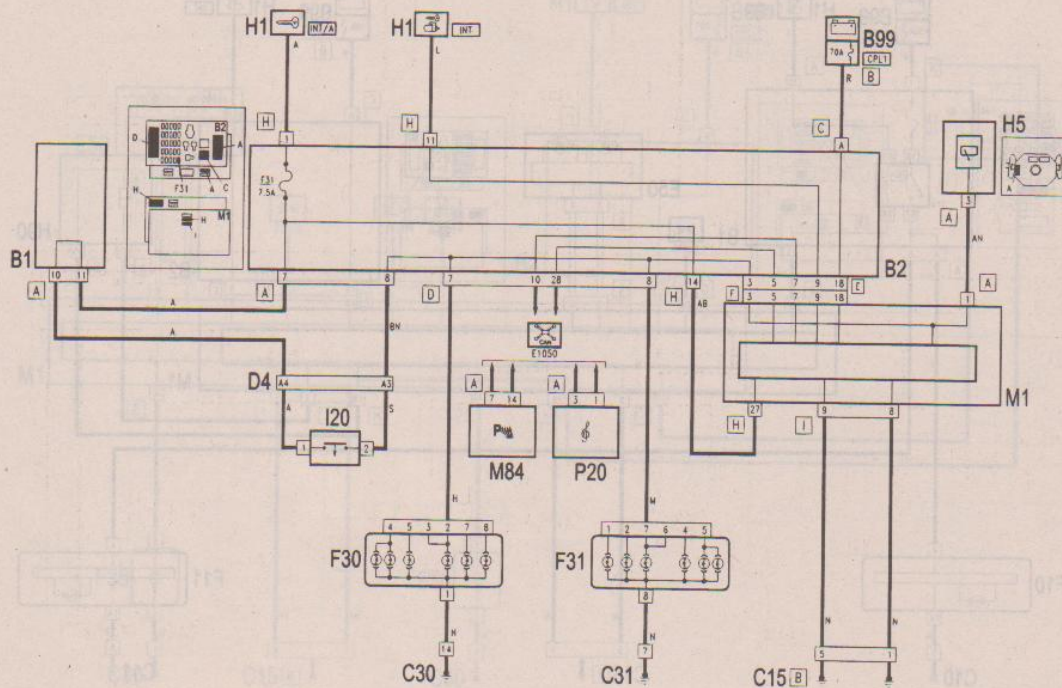 H1 INT/A
H1 INT
B99
70A CPL1
B
A
L
R
H
H
C
H5
1
11
A
D
B2
A
F31
A
C
H
M1
H
I
F31
7.5A
A
3
B1
B2
10 11
7
8
7
10 28
8
14
3 5 7 9 18
E
A
A
D
H
F
3 5 7 9 18
1
A
AN
A
A
BN
AB
CAN
E1050
M1
D4
A4
A3
A
S
A
A
7 14
3 1
27
9
8
H
I
I20
1
2
P
M84
P20
H
M
F30
4 5 3 2 7 8
F31
1 2 7 6 4 5
1
8
H
N
N
N
14
7
5
1
C30
C31
C15 B